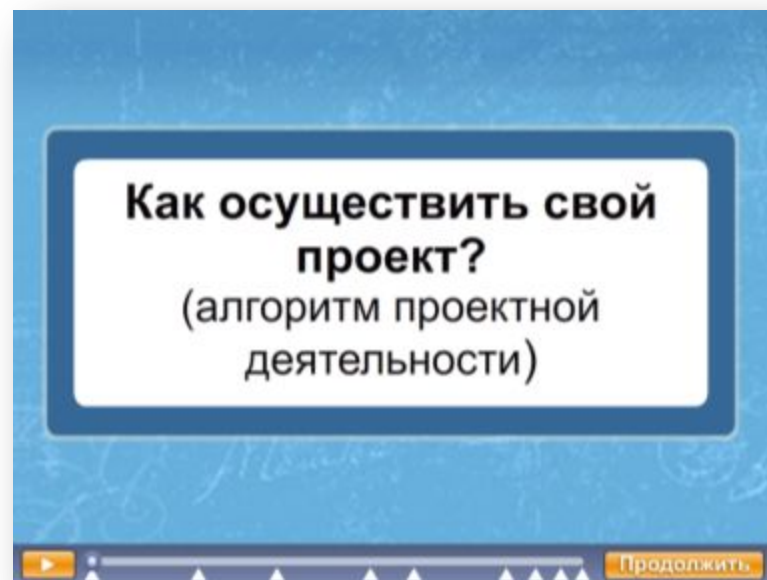 Как осуществить свой
проект?
(алгоритм проектной
деятельности)
Продолжить